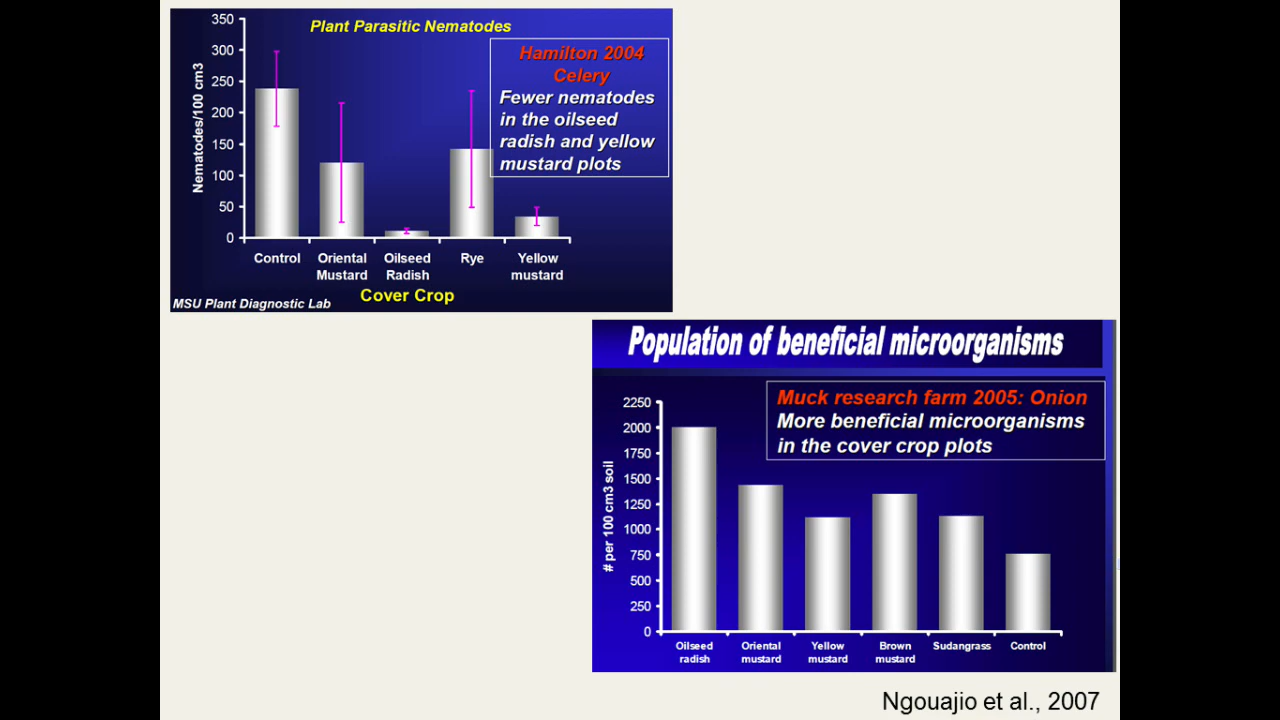 Plant Parasitic Nematodes
Hamilton 2004
Celery
Fewer nematodes
in the oilseed
radish and yellow
mustard plots
Nematodes/100 cm3
350
300
250
200
150
100
50
0
Control
Oriental Mustard
Oilseed Radish
Rye
Yellow mustard
Cover Crop
MSU Plant Diagnostic Lab
Population of beneficial microorganisms
Muck research farm 2005: Onion
More beneficial microorganisms
in the cover crop plots
# per 100 cm3 soil
2250
2000
1750
1500
1250
1000
750
500
250
0
Oilseed radish
Oriental mustard
Yellow mustard
Brown mustard
Sudangrass
Control
Ngouajio et al., 2007